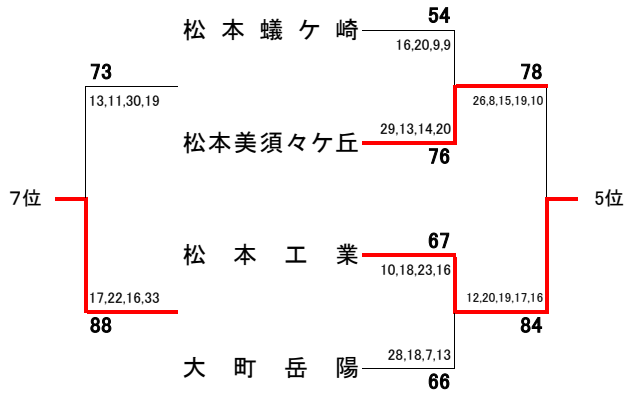 松本蟻ケ崎
54
16,20,9,9
73
13,11,30,19
78
26,8,15,19,10
29,13,14,20
松本美須々ケ丘
76
7位
5位
67
松本工業
10,18,23,16
17,22,16,33
88
12,20,19,17,16
84
28,18,7,13
大町岳陽
66